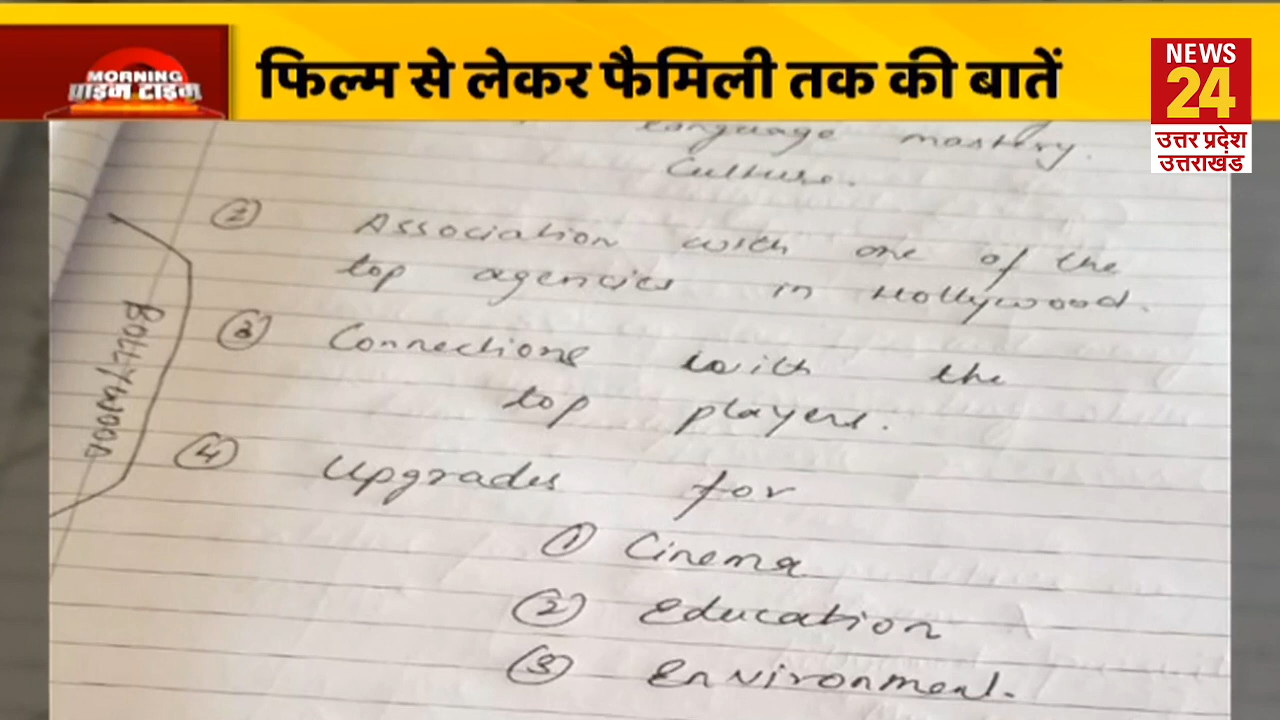 MORNING
प्राइम टाइम
फिल्म से लेकर फैमिली तक की बातें
NEWS
24
उत्तर प्रदेश
उत्तराखंड
language mastery.
Culture.
② Association with one of the
top agencies in Hollywood.
③ Connections with the
top players.
④ Upgrades for
① Cinema
② Education
③ Environment.
BOLLYWOOD